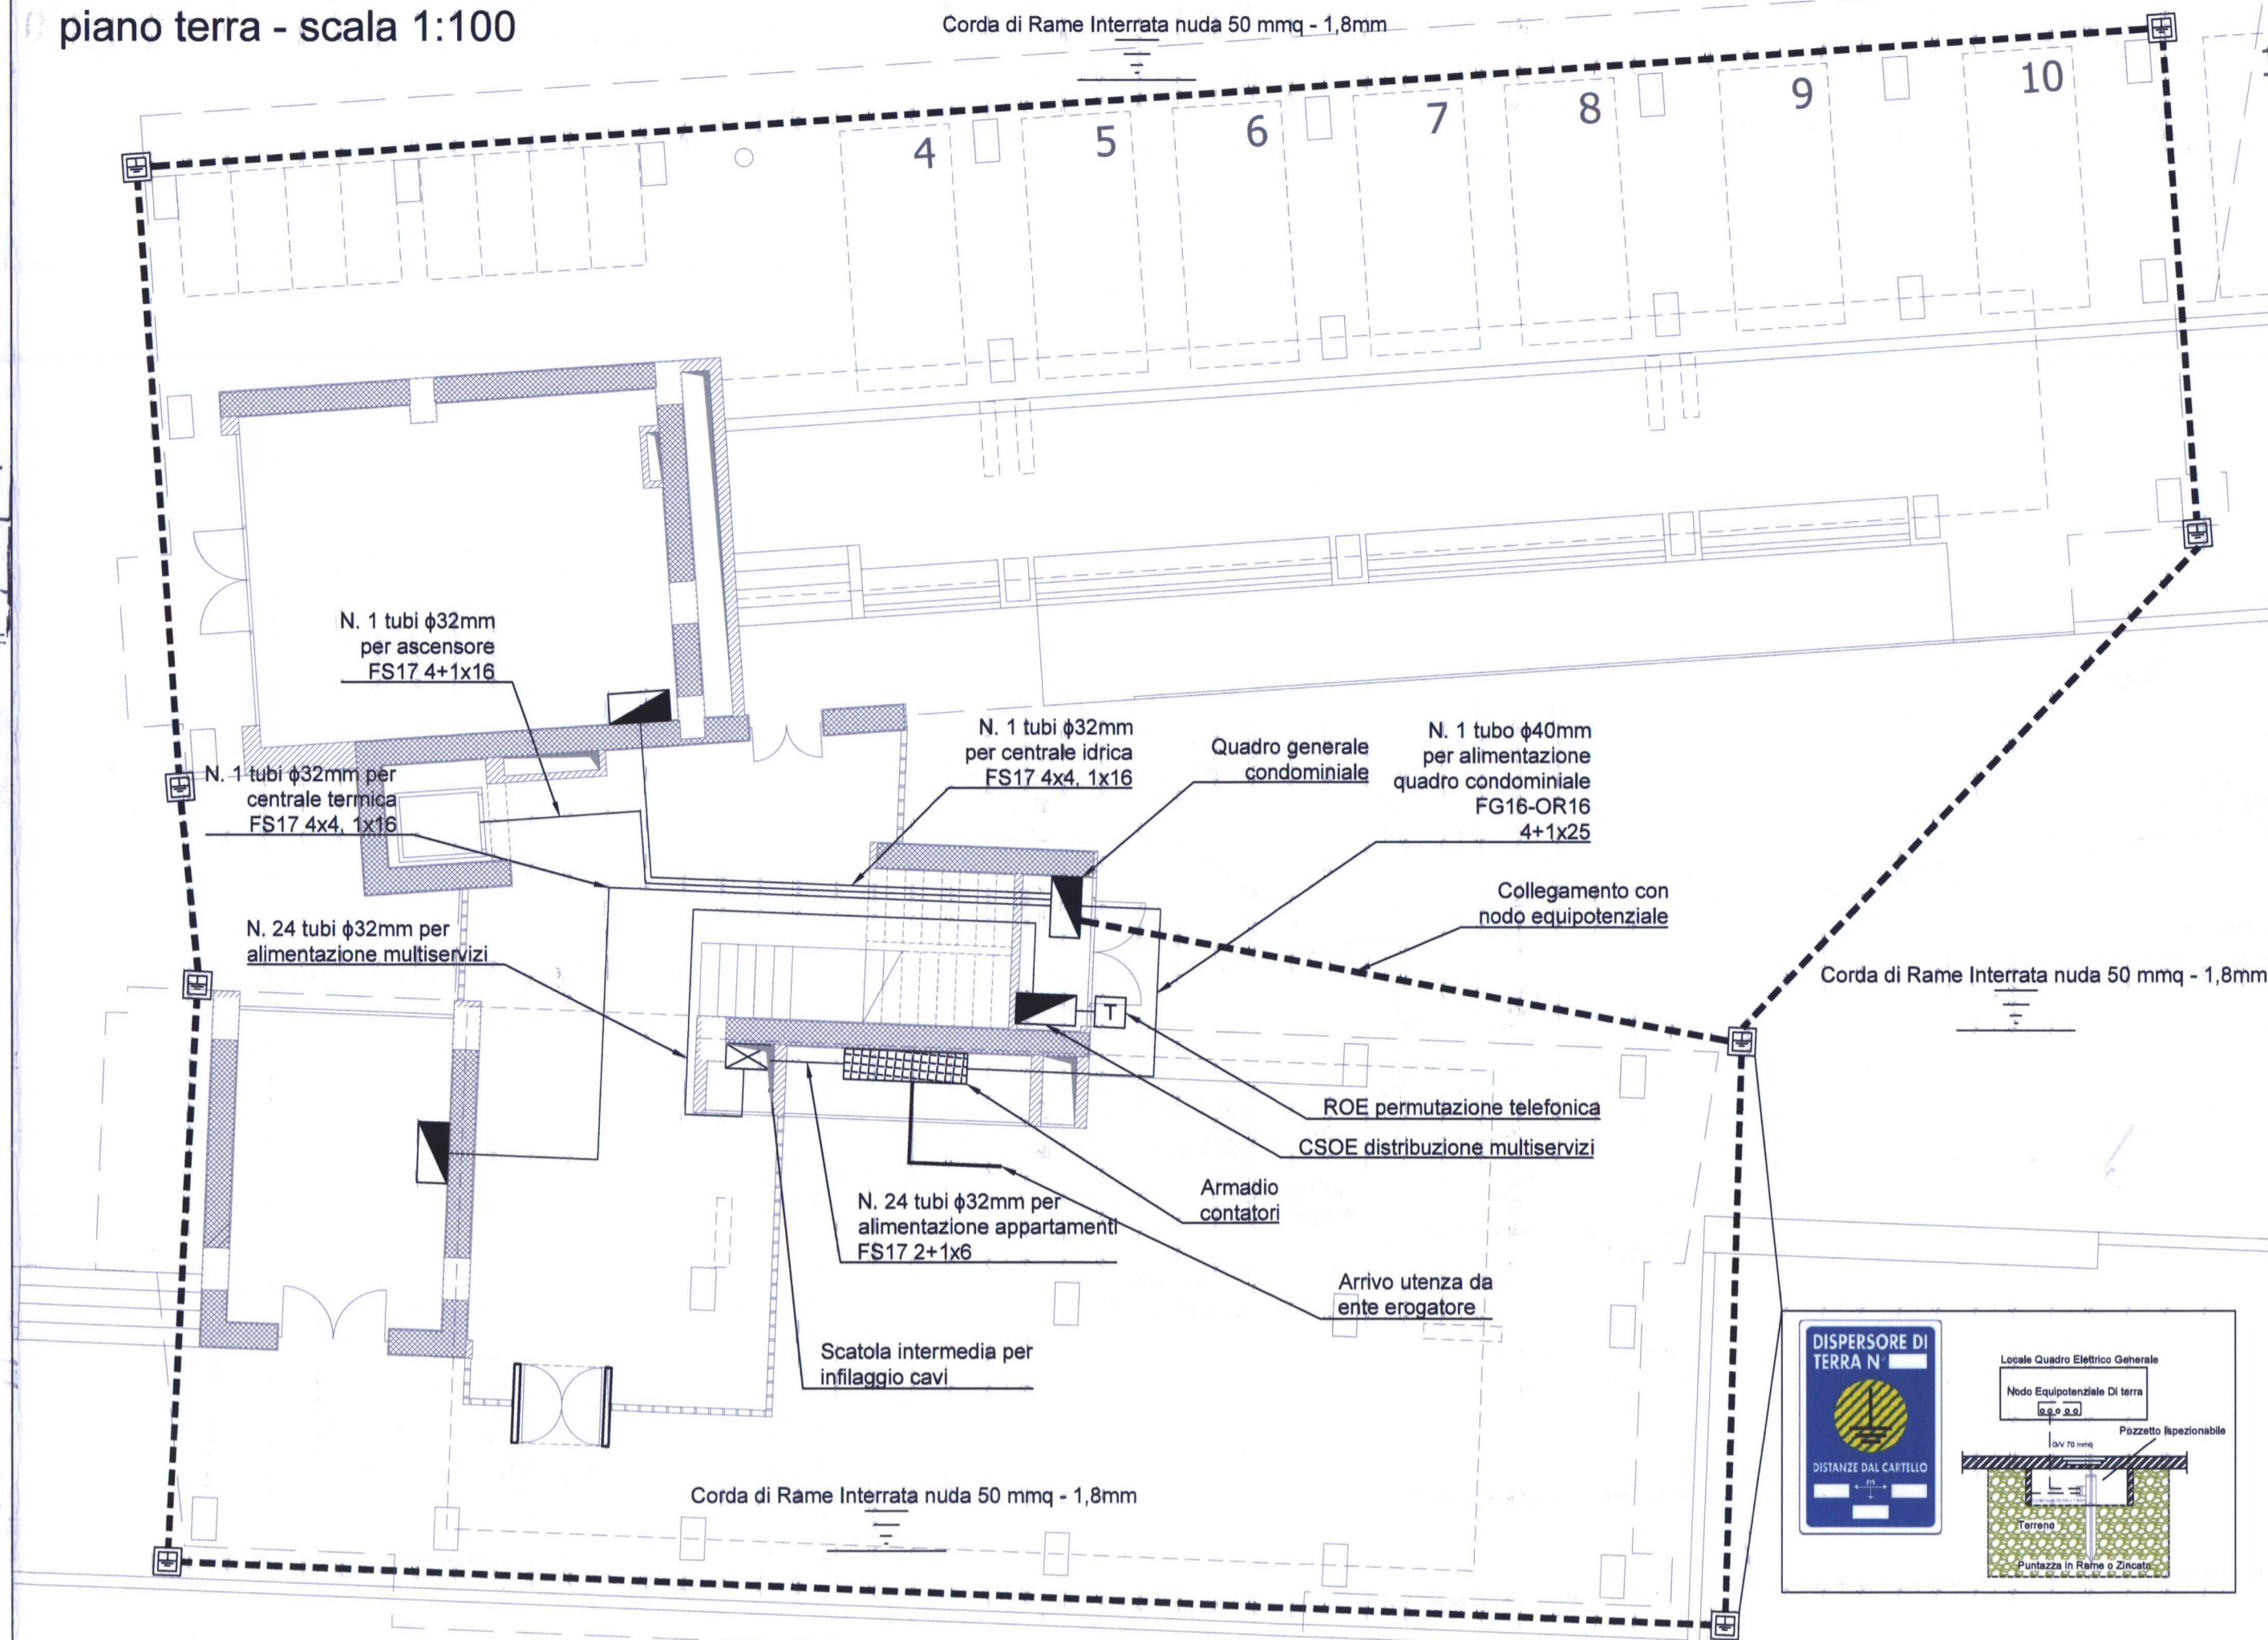 piano terra - scala 1:100
Corda di Rame Interrata nuda 50 mmq - 1,8mm
4
5
6
7
8
9
10
N. 1 tubi ϕ32mm
per ascensore
FS17 4+1x16
N. 1 tubi ϕ32mm per
centrale termica
FS17 4x4, 1x16
N. 1 tubi ϕ32mm
per centrale idrica
FS17 4x4, 1x16
Quadro generale
condominiale
N. 1 tubo ϕ40mm
per alimentazione
quadro condominiale
FG16-OR16
4+1x25
Collegamento con
nodo equipotenziale
N. 24 tubi ϕ32mm per
alimentazione multiservizi
Corda di Rame Interrata nuda 50 mmq - 1,8mm
T
ROE permutazione telefonica
CSOE distribuzione multiservizi
Armadio
contatori
N. 24 tubi ϕ32mm per
alimentazione appartamenti
FS17 2+1x6
Arrivo utenza da
ente erogatore
Scatola intermedia per
infilaggio cavi
Corda di Rame Interrata nuda 50 mmq - 1,8mm
DISPERSORE DI
TERRA N°
DISTANZE DAL CARTELLO
m
Locale Quadro Elettrico Generale
Nodo Equipotenziale Di terra
G/V 70 mmq
Pozzetto Ispezionabile
Terreno
Puntazza in Rame o Zincato